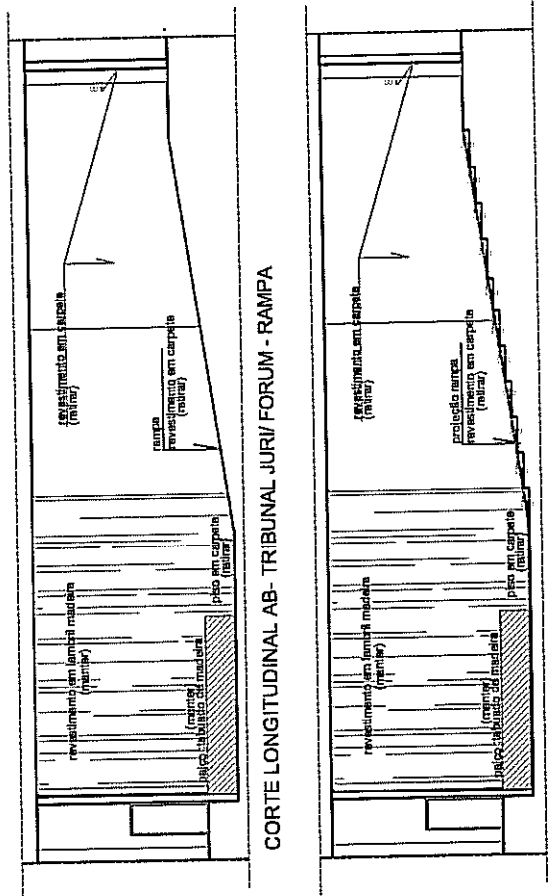 revestimento em carpete
(retirar)
rampa
revestimento em carpete
(retirar)
revestimento em lambril madeira
(manter)
piso em carpete
(retirar)
(manter)
palco tabuado de madeira
CORTE LONGITUDINAL AB- TRIBUNAL JURI/ FORUM - RAMPA
revestimento em carpete
(retirar)
projeção rampa
revestimento em carpete
(retirar)
revestimento em lambril madeira
(manter)
piso em carpete
(retirar)
(manter)
palco tabuado de madeira